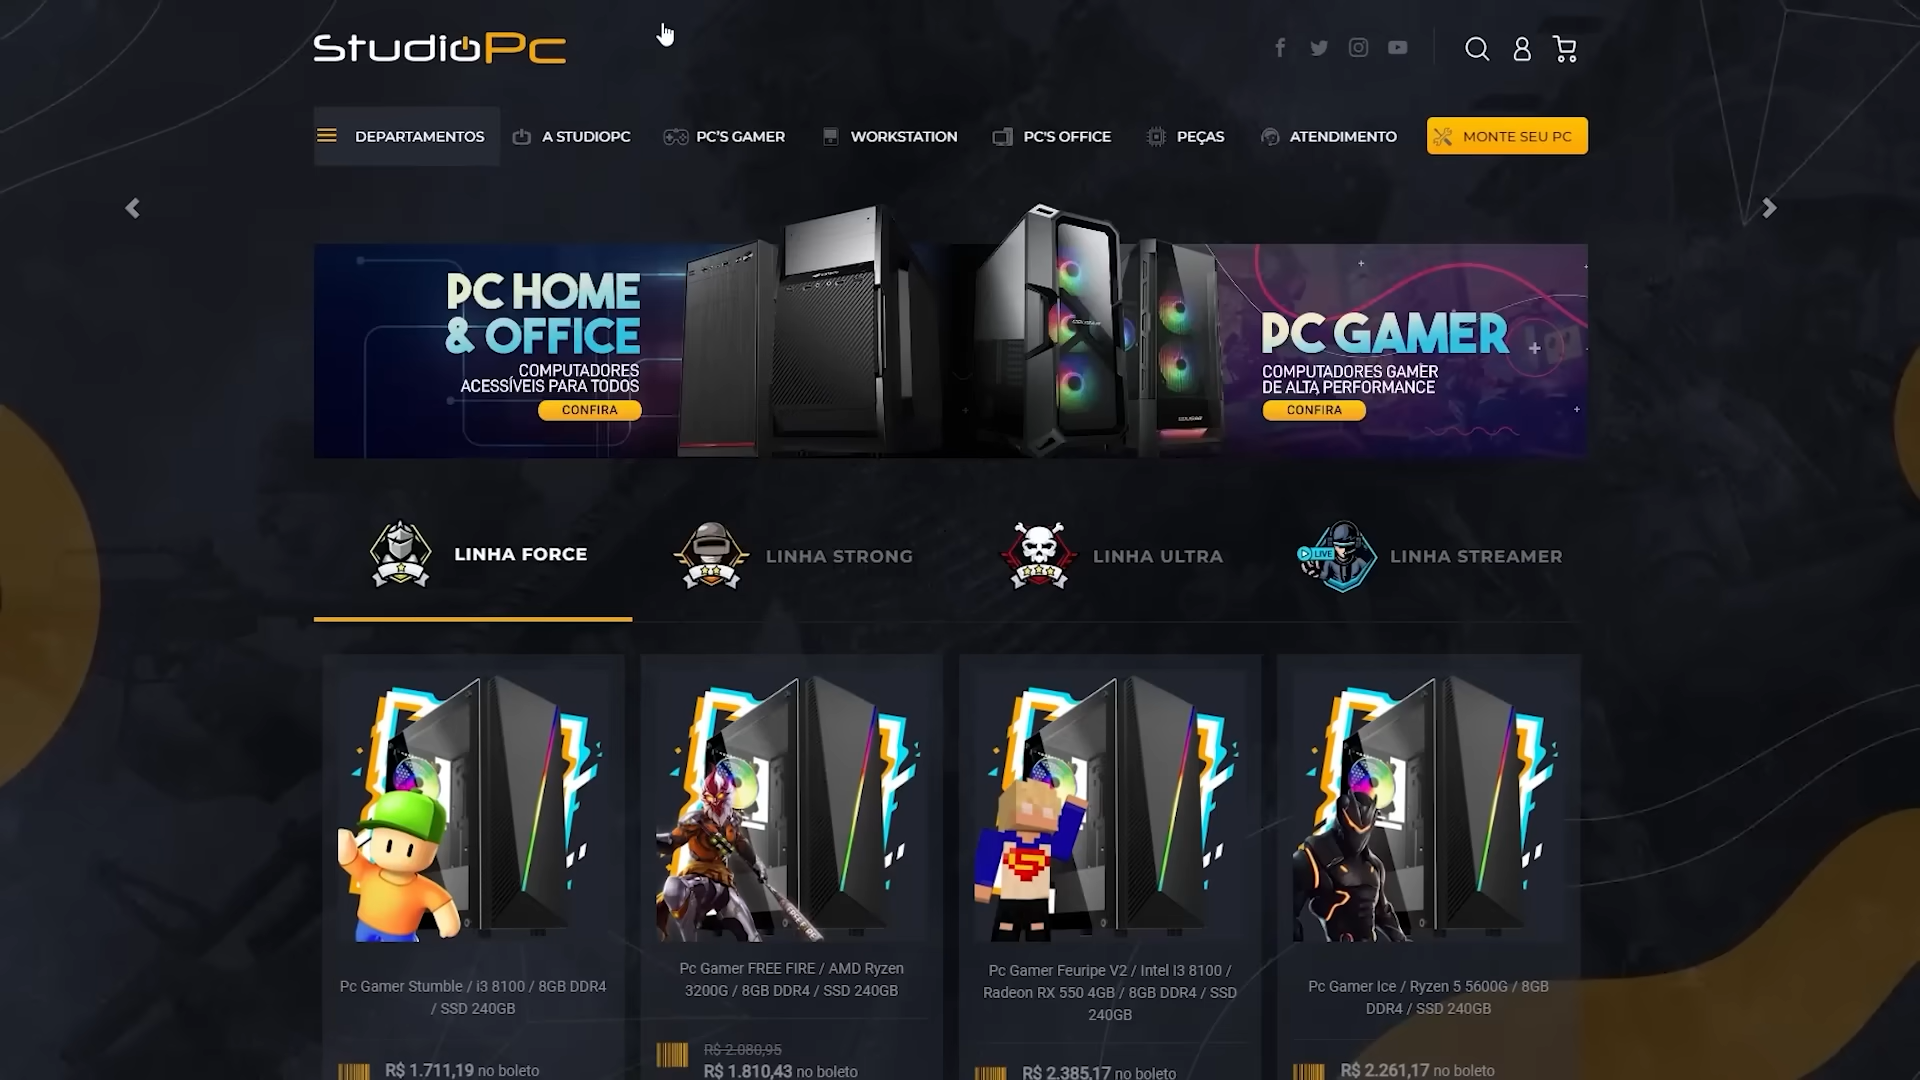 StudioPc
DEPARTAMENTOS
A STUDIOPC
PC'S GAMER
WORKSTATION
PC'S OFFICE
PEÇAS
ATENDIMENTO
MONTE SEU PC
PC HOME
& OFFICE
COMPUTADORES
ACESSÍVEIS PARA TODOS
CONFIRA
PC GAMER
COMPUTADORES GAMER
DE ALTA PERFORMANCE
CONFIRA
COUGAR
LINHA FORCE
LINHA STRONG
LINHA ULTRA
LIVE
LINHA STREAMER
Pc Gamer Stumble / i3 8100 / 8GB DDR4
/ SSD 240GB
R$ 1.711,19 no boleto
FREE FIRE
Pc Gamer FREE FIRE / AMD Ryzen
3200G / 8GB DDR4 / SSD 240GB
R$ 2.080,95
R$ 1.810,43 no boleto
Pc Gamer Feuripe V2 / Intel I3 8100 /
Radeon RX 550 4GB / 8GB DDR4 / SSD
240GB
R$ 2.385,17 no boleto
Pc Gamer Ice / Ryzen 5 5600G / 8GB
DDR4 / SSD 240GB
R$ 2.261,17 no boleto